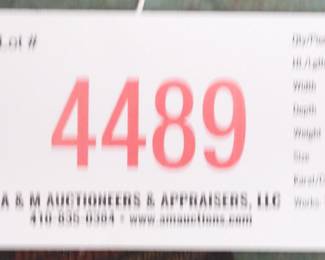 Lot #
4489
A & M AUCTIONEERS & APPRAISERS, LLC
410-835-0384 • www.amauctions.com
Width
Depth
Weight
Size